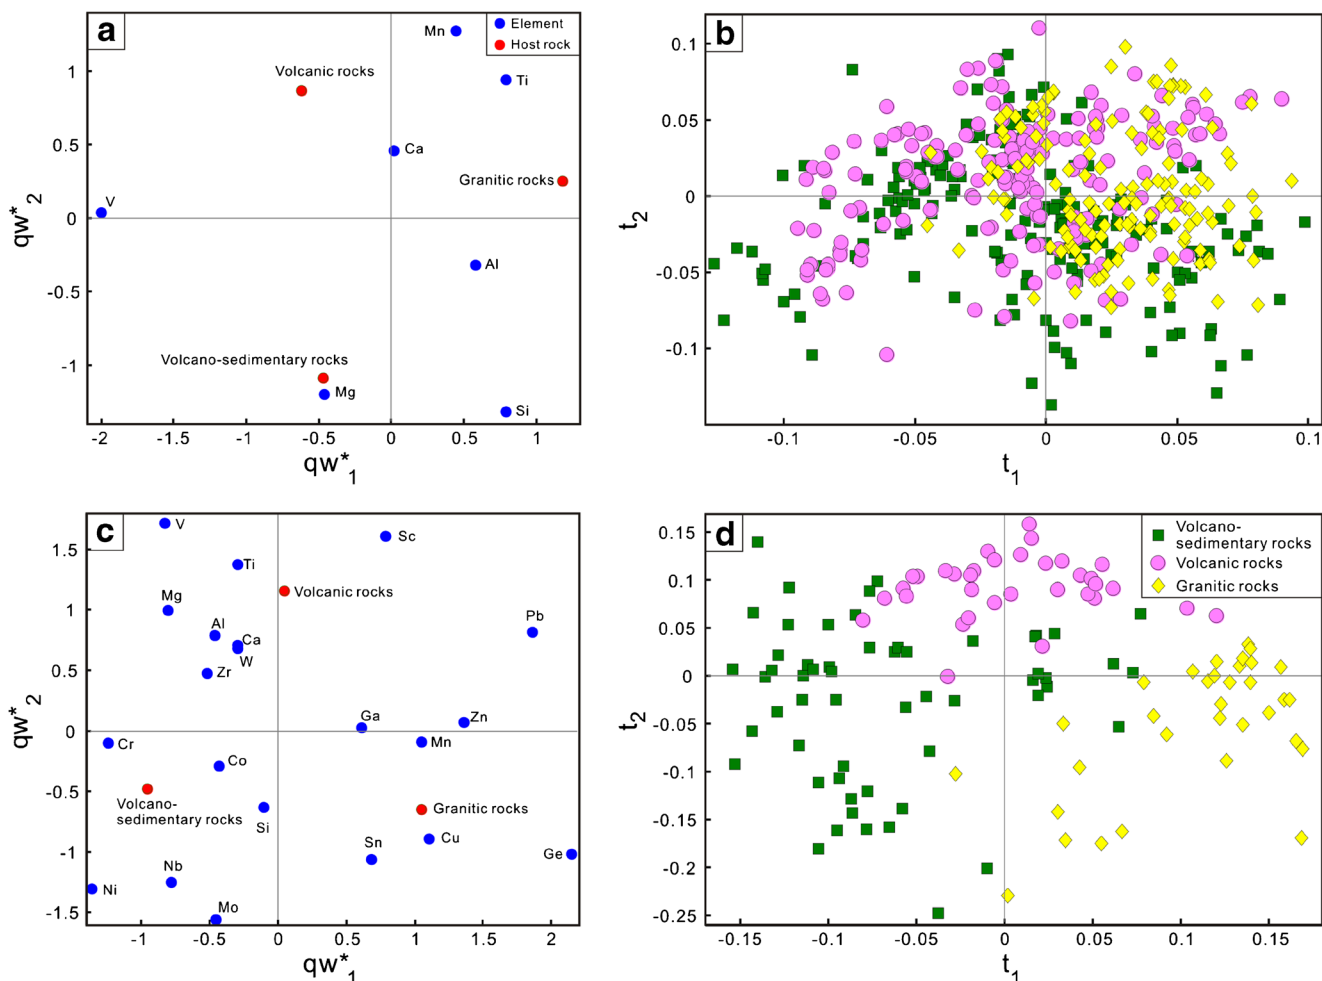 a
Element
Host rock
Mn
Ti
Volcanic rocks
Ca
Granitic rocks
V
Al
Volcano-sedimentary rocks
Mg
Si
1
0.5
0
-0.5
-1
-2
-1.5
-1
-0.5
0
0.5
1
qw*2
qw*1
b
0.1
0.05
0
-0.05
-0.1
-0.1
-0.05
0
0.05
0.1
t2
t1
c
V
Sc
Ti
Mg
Volcanic rocks
Al
Ca
W
Pb
Zr
Ga
Zn
Mn
Cr
Co
Volcano-
sedimentary rocks
Si
Granitic rocks
Cu
Sn
Ge
Nb
Ni
Mo
1.5
1
0.5
0
-0.5
-1
-1.5
-1
-0.5
0
0.5
1
1.5
2
qw*2
qw*1
d
Volcano-
sedimentary rocks
Volcanic rocks
Granitic rocks
0.15
0.1
0.05
0
-0.05
-0.1
-0.15
-0.2
-0.25
-0.15
-0.1
-0.05
0
0.05
0.1
0.15
t2
t1